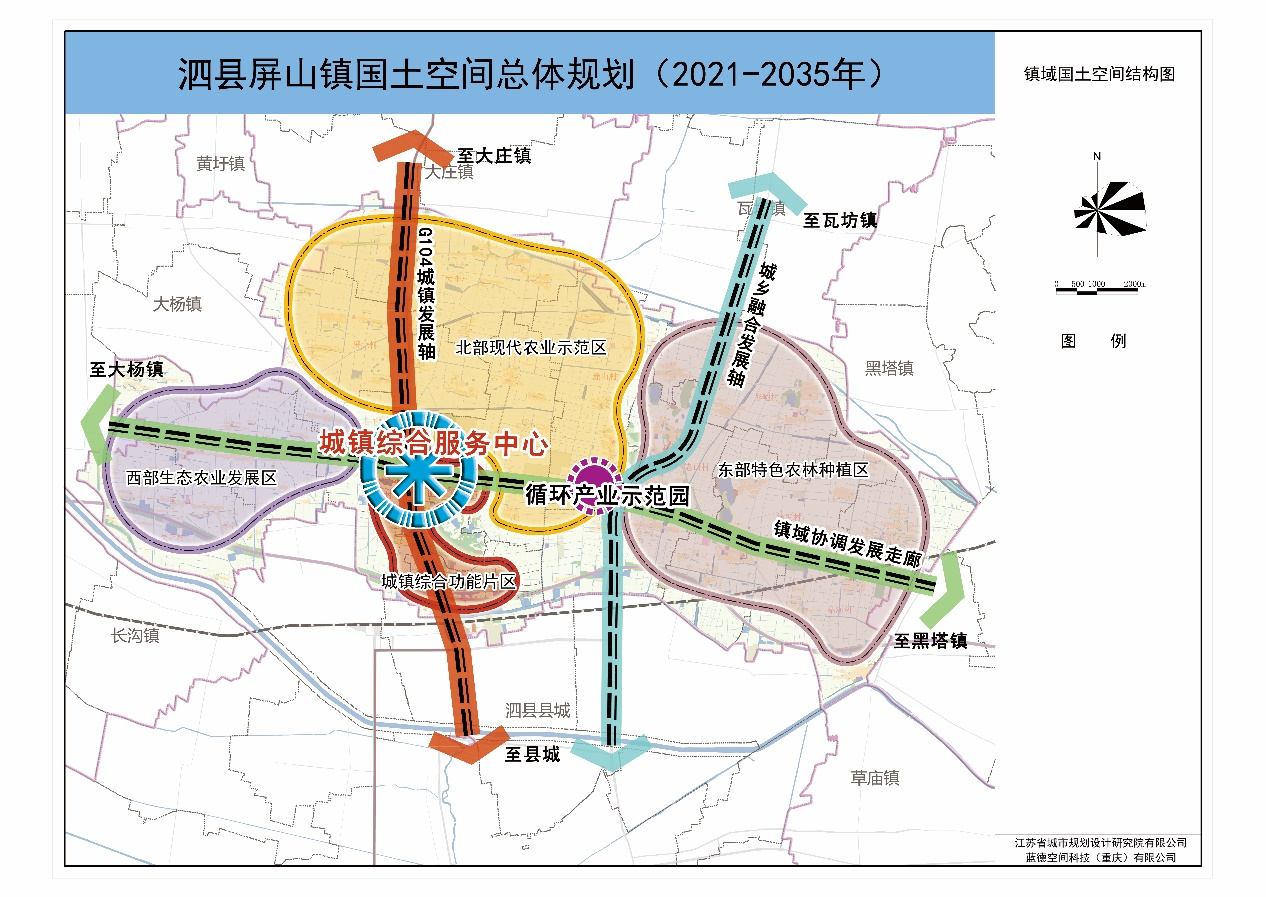 泗县屏山镇国土空间总体规划（2021-2035年）
镇域国土空间结构图
N
0 500 1000 2000m
图 例
黄圩镇
至大庄镇
大庄镇
瓦 镇
至瓦坊镇
G104城镇发展轴
城乡融合发展轴
大杨镇
北部现代农业示范区
至大杨镇
黑塔镇
城镇综合服务中心
西部生态农业发展区
东部特色农林种植区
循环产业示范园
镇域协调发展走廊
城镇综合功能片区
长沟镇
至黑塔镇
泗县县城
至县城
草庙镇
江苏省城市规划设计研究院有限公司
蓝德空间科技（重庆）有限公司